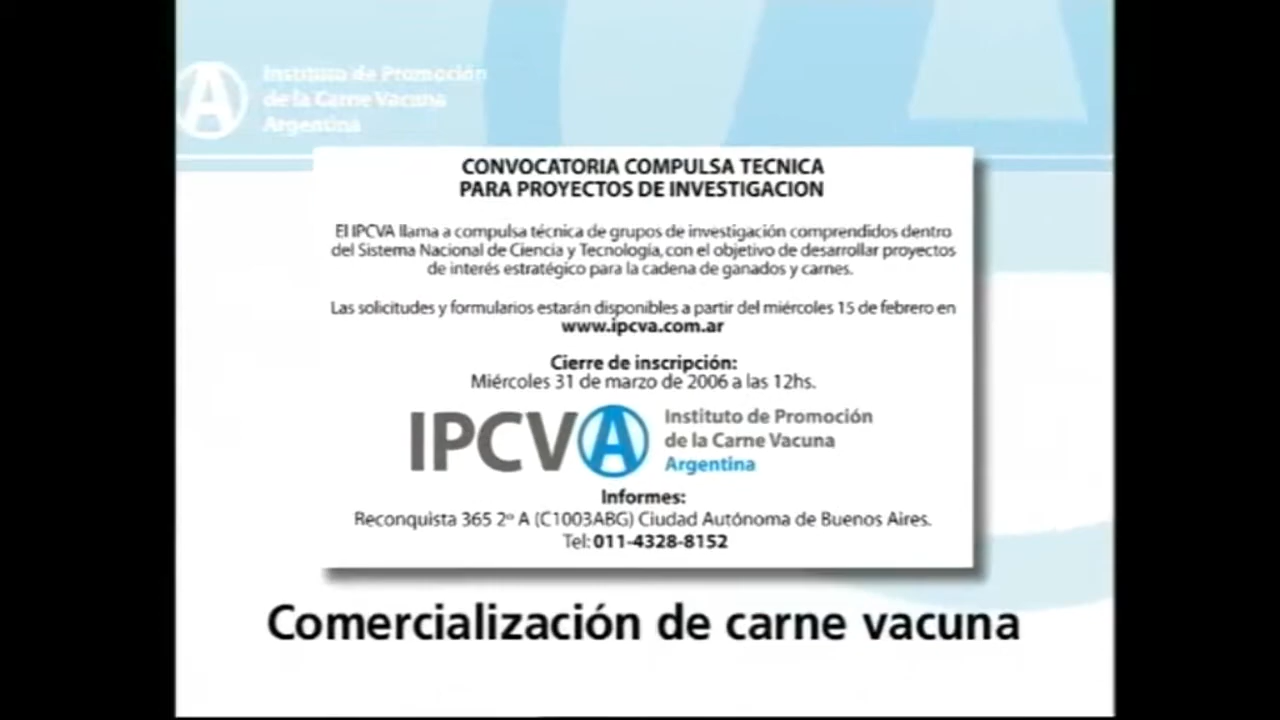 Instituto de Promoción
de la Carne Vacuna
Argentina
CONVOCATORIA COMPULSA TECNICA
PARA PROYECTOS DE INVESTIGACION
El IPCVA llama a compulsa técnica de grupos de investigación comprendidos dentro
del Sistema Nacional de Ciencia y Tecnología, con el objetivo de desarrollar proyectos
de interés estratégico para la cadena de ganados y carnes.
Las solicitudes y formularios estarán disponibles a partir del miércoles 15 de febrero en
www.ipcva.com.ar
Cierre de inscripción:
Miércoles 31 de marzo de 2006 a las 12hs.
IPCVA
Instituto de Promoción
de la Carne Vacuna
Argentina
Informes:
Reconquista 365 2º A (C1003ABG) Ciudad Autónoma de Buenos Aires.
Tel: 011-4328-8152
Comercialización de carne vacuna